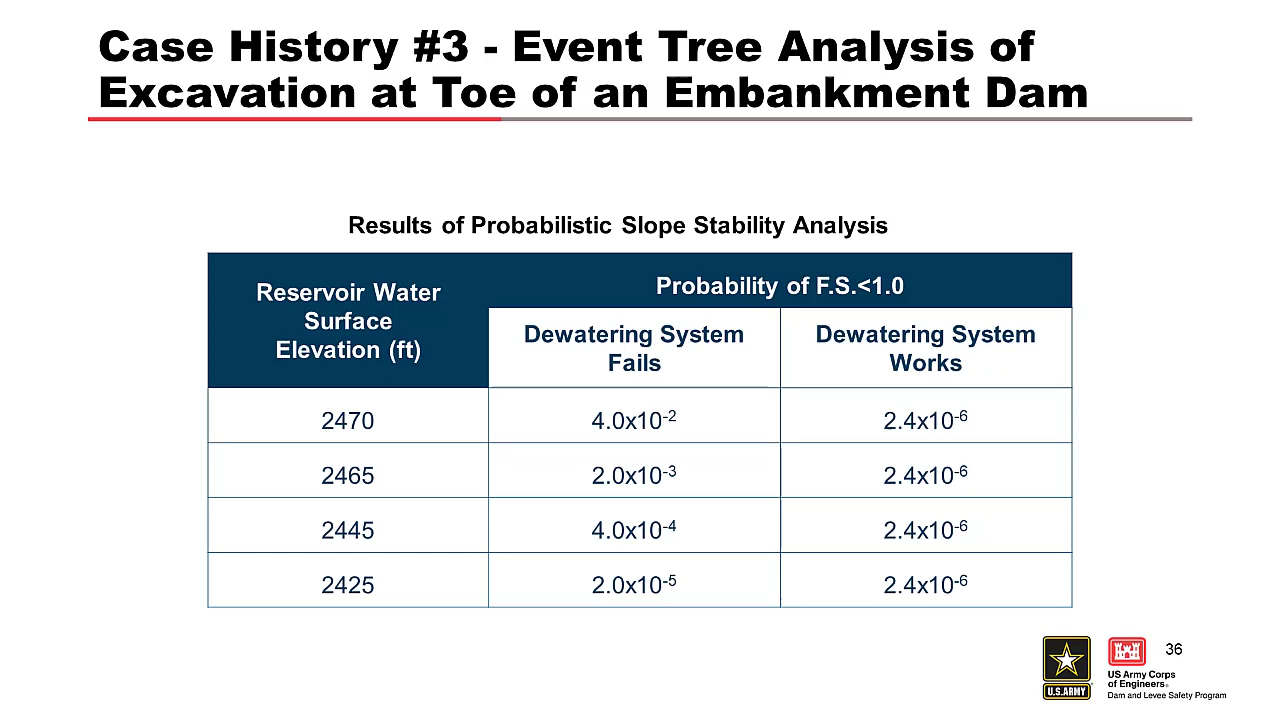 Case History #3 - Event Tree Analysis of
Excavation at Toe of an Embankment Dam
Results of Probabilistic Slope Stability Analysis
Reservoir Water
Surface
Elevation (ft)
Probability of F.S.<1.0
Dewatering System
Fails
Dewatering System
Works
2470 4.0x10⁻² 2.4x10⁻⁶
2465 2.0x10⁻³ 2.4x10⁻⁶
2445 4.0x10⁻⁴ 2.4x10⁻⁶
2425 2.0x10⁻⁵ 2.4x10⁻⁶
36
U.S.ARMY
US Army Corps
of Engineers®
Dam and Levee Safety Program